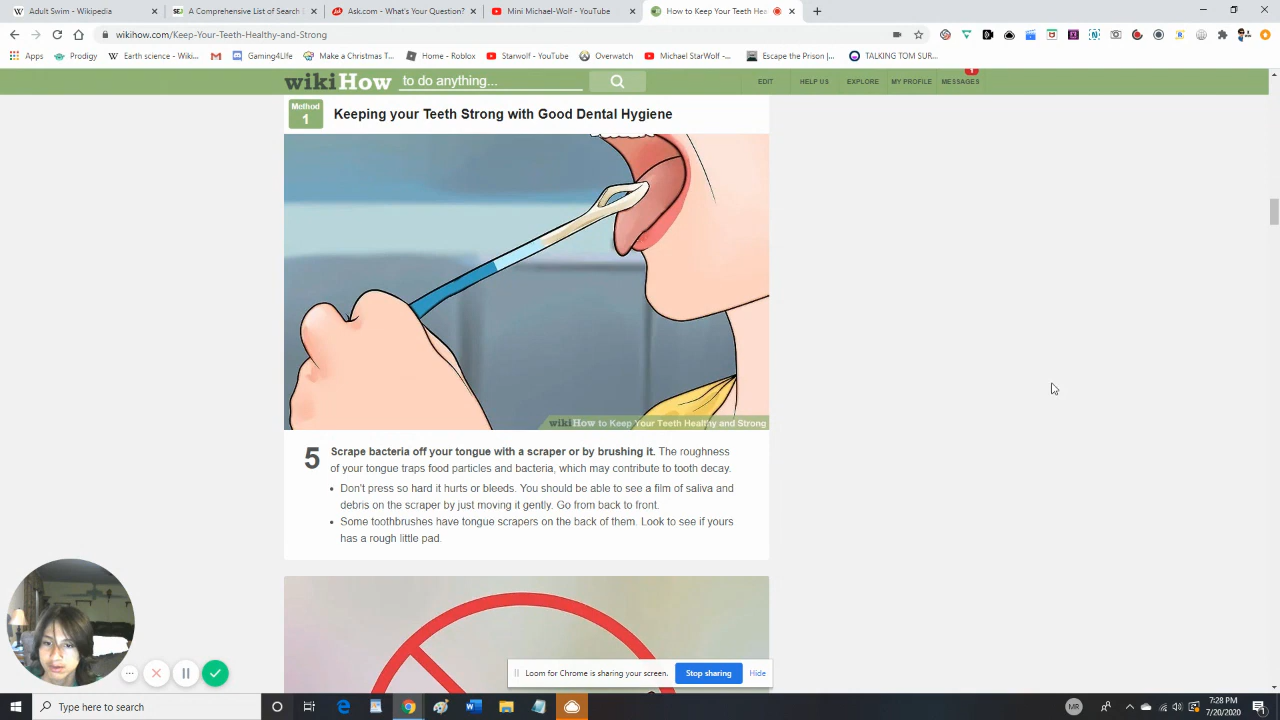 Adult Swim - Wikipedia
A Comprehensive List of Search
Ask.com - What's Your Question?
Mini Michael - YouTube
How to Keep Your Teeth Hea
wikihow.com/Keep-Your-Teeth-Healthy-and-Strong
Apps
Prodigy
Earth science - Wiki...
Gaming4life
Make a Christmas T...
Home - Roblox
Starwolf - YouTube
Overwatch
Michael StarWolf -...
Escape the Prison |...
TALKING TOM SUR...
wikiHow to do anything...
EDIT
HELP US
EXPLORE
MY PROFILE
MESSAGES
1
Method
1
Keeping your Teeth Strong with Good Dental Hygiene
wikiHow to Keep Your Teeth Healthy and Strong
5
Scrape bacteria off your tongue with a scraper or by brushing it. The roughness
of your tongue traps food particles and bacteria, which may contribute to tooth decay.
Don't press so hard it hurts or bleeds. You should be able to see a film of saliva and
debris on the scraper by just moving it gently. Go from back to front.
Some toothbrushes have tongue scrapers on the back of them. Look to see if yours
has a rough little pad.
Loom for Chrome is sharing your screen.
Stop sharing
Hide
Type here to search
MR
7:28 PM
7/20/2020